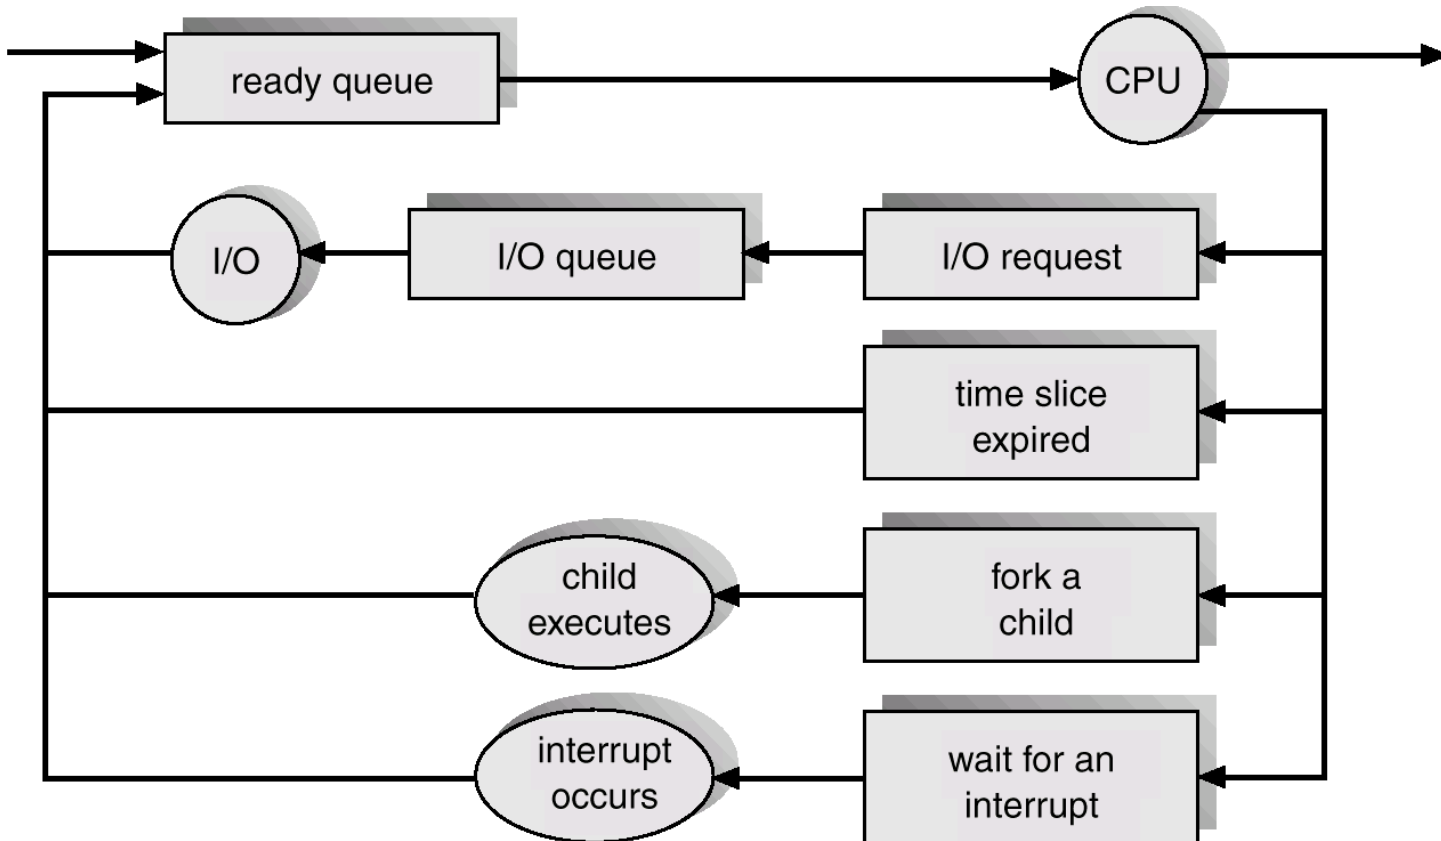 ready queue
CPU
I/O
I/O queue
I/O request
time slice
expired
child
executes
fork a
child
interrupt
occurs
wait for an
interrupt